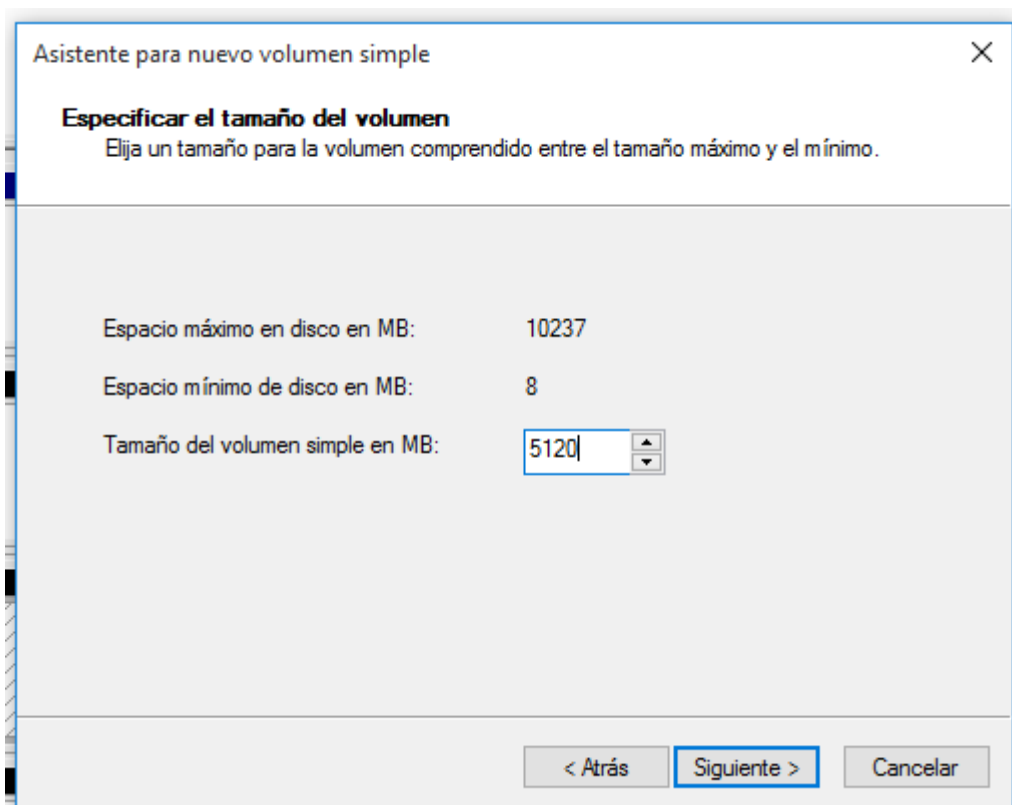 Asistente para nuevo volumen simple
Especificar el tamaño del volumen
Elija un tamaño para la volumen comprendido entre el tamaño máximo y el mínimo.
Espacio máximo en disco en MB: 10237
Espacio mínimo de disco en MB: 8
Tamaño del volumen simple en MB: 5120
< Atrás Siguiente > Cancelar